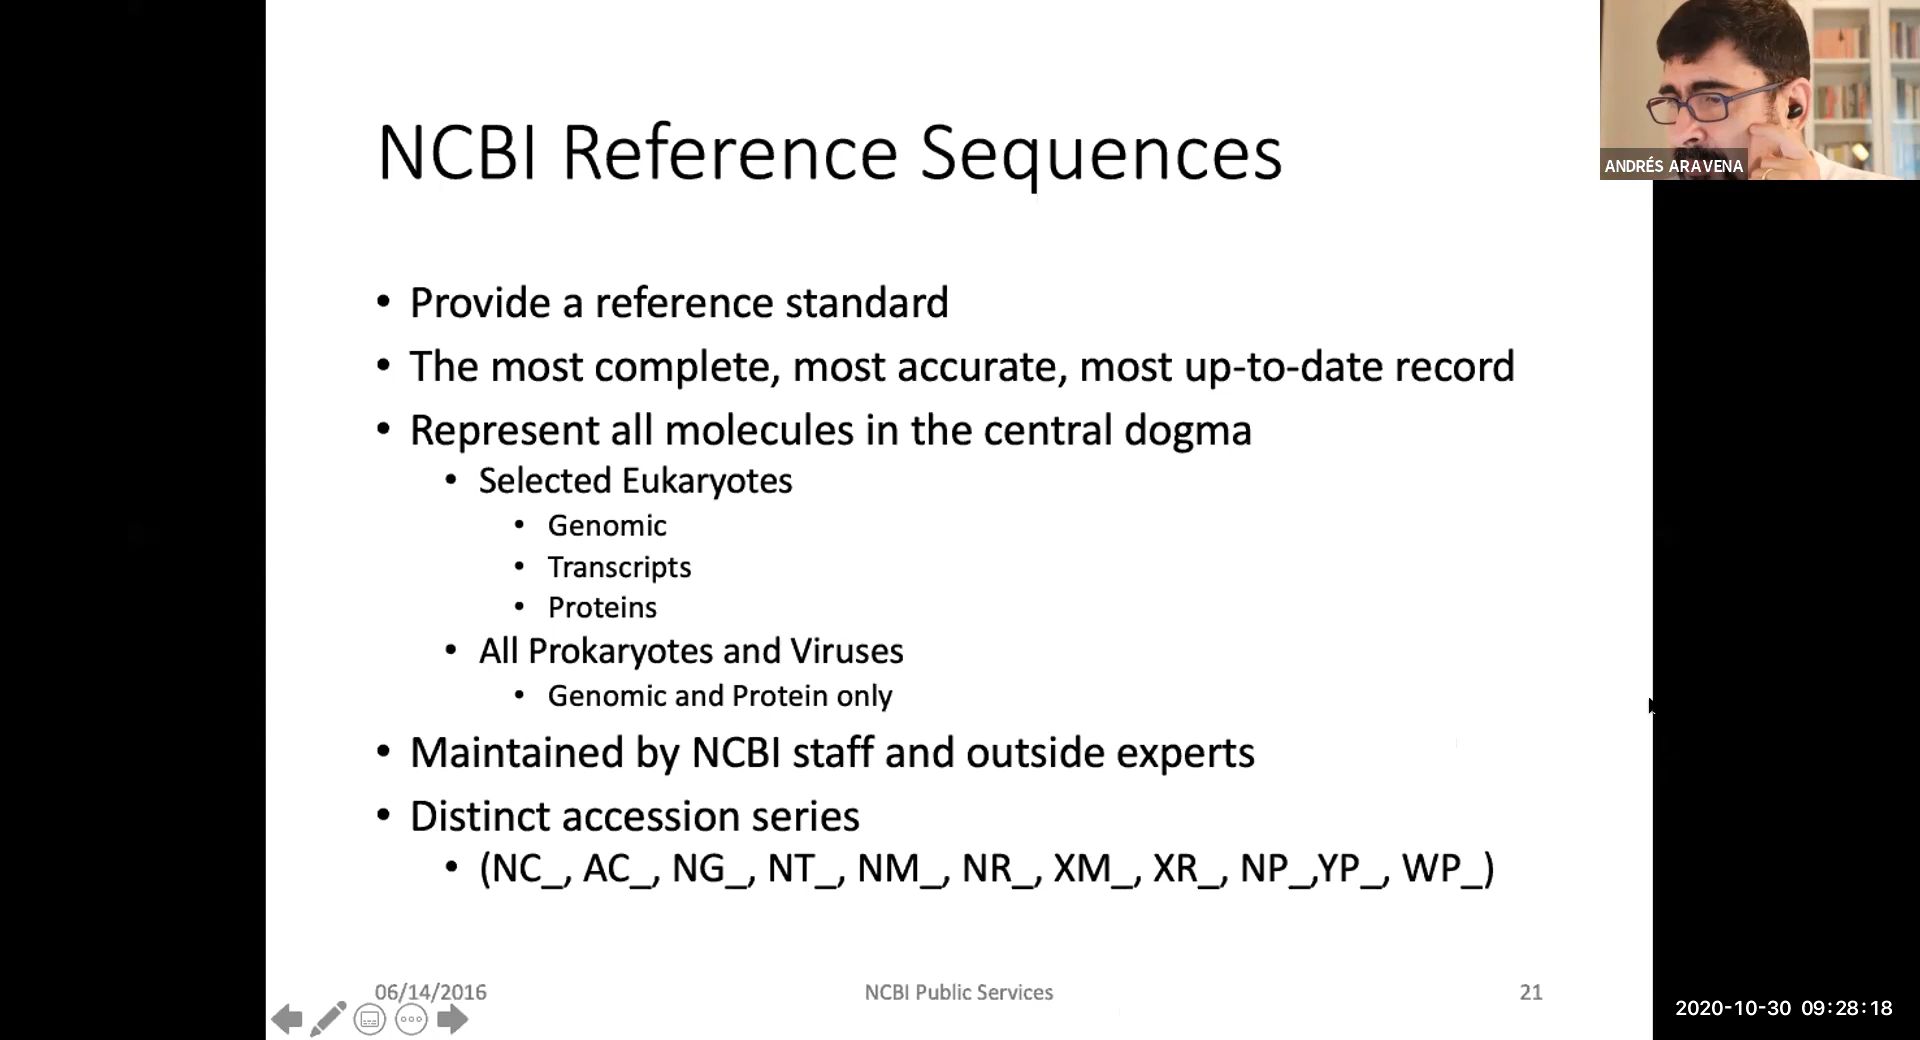 NCBI Reference Sequences
ANDRÉS ARAVENA
• Provide a reference standard
• The most complete, most accurate, most up-to-date record
• Represent all molecules in the central dogma
• Selected Eukaryotes
• Genomic
• Transcripts
• Proteins
• All Prokaryotes and Viruses
• Genomic and Protein only
• Maintained by NCBI staff and outside experts
• Distinct accession series
• (NC_, AC_, NG_, NT_, NM_, NR_, XM_, XR_, NP_,YP_, WP_)
06/14/2016
NCBI Public Services
21
2020-10-30 09:28:18